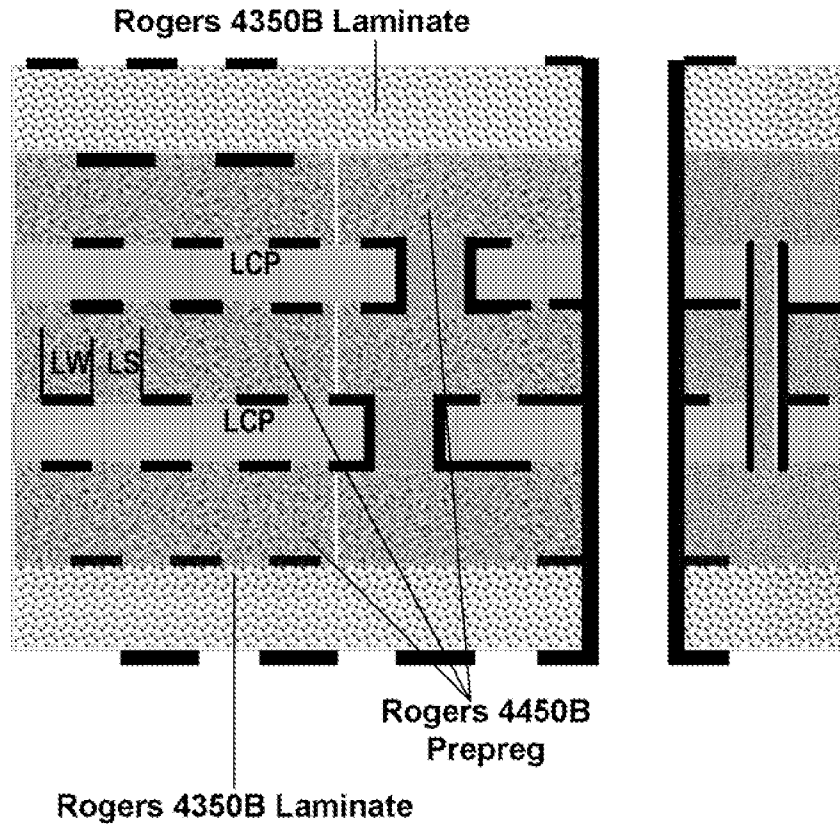 Rogers 4350B Laminate
LCP
LW LS
LCP
Rogers 4450B
Prepreg
Rogers 4350B Laminate